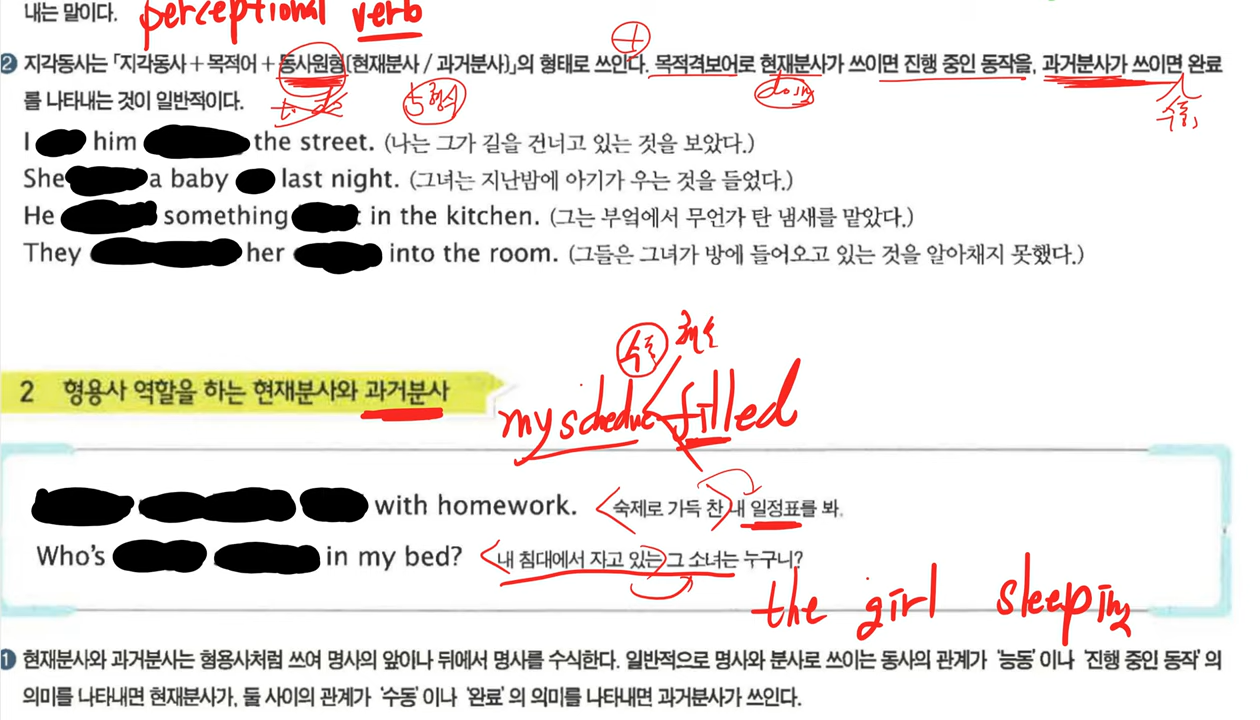 내는 말이다. perceptional verb
+
2 지각동사는 「지각동사 + 목적어 + 동사원형(현재분사 / 과거분사)」의 형태로 쓰인다. 목적격보어로 현재분사가 쓰이면 진행 중인 동작을, 과거분사가 쓰이면 완료
를 나타내는 것이 일반적이다. to do 5형식 doing 수동,
I him the street. (나는 그가 길을 건너고 있는 것을 보았다.)
She a baby last night. (그녀는 지난밤에 아기가 우는 것을 들었다.)
He something t in the kitchen. (그는 부엌에서 무언가 탄 냄새를 맡았다.)
They her into the room. (그들은 그녀가 방에 들어오고 있는 것을 알아채지 못했다.)
수동
2 형용사 역할을 하는 현재분사와 과거분사
my schedule filled
with homework. <숙제로 가득 찬> 내 일정표를 봐.
Who's in my bed? <내 침대에서 자고 있는> 그 소녀는 누구니?
the girl sleeping
1 현재분사와 과거분사는 형용사처럼 쓰여 명사의 앞이나 뒤에서 명사를 수식한다. 일반적으로 명사와 분사로 쓰이는 동사의 관계가 '능동'이나 '진행 중인 동작'의
의미를 나타내면 현재분사가, 둘 사이의 관계가 '수동'이나 '완료'의 의미를 나타내면 과거분사가 쓰인다.